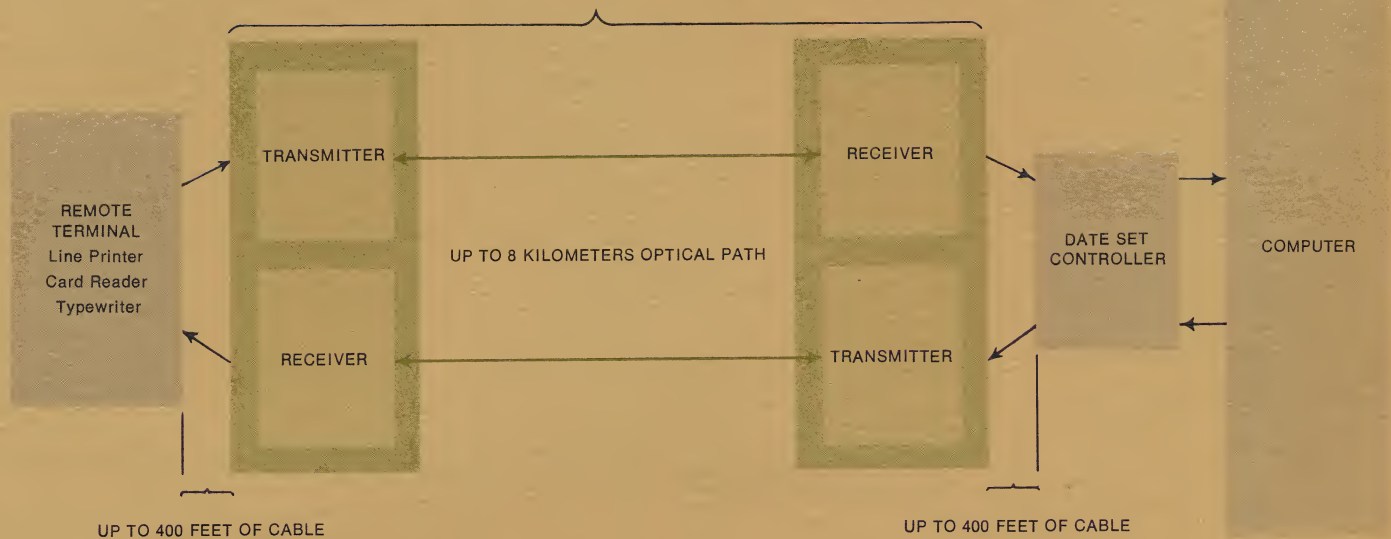 REMOTE
TERMINAL
Line Printer
Card Reader
Typewriter
TRANSMITTER
RECEIVER
UP TO 8 KILOMETERS OPTICAL PATH
RECEIVER
TRANSMITTER
DATE SET
CONTROLLER
COMPUTER
UP TO 400 FEET OF CABLE
UP TO 400 FEET OF CABLE